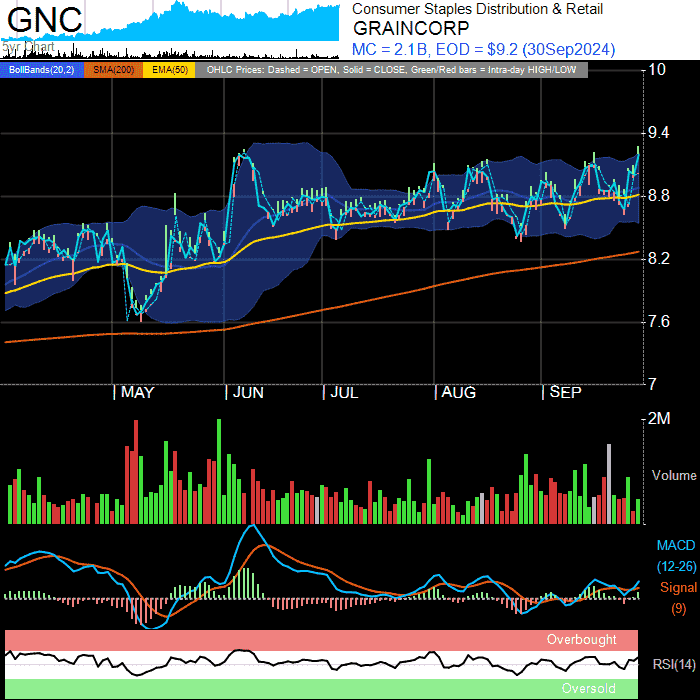 GNC
5yr Chart
Consumer Staples Distribution & Retail
GRAINCORP
MC = 2.1B, EOD = $9.2 (30Sep2024)
BollBands(20,2) SMA(200) EMA(50) OHLC Prices: Dashed = OPEN, Solid = CLOSE, Green/Red bars = Intra-day HIGH/LOW
10
9.4
8.8
8.2
7.6
7
MAY JUN JUL AUG SEP
2M
Volume
MACD
(12-26)
Signal
(9)
Overbought
RSI(14)
Oversold